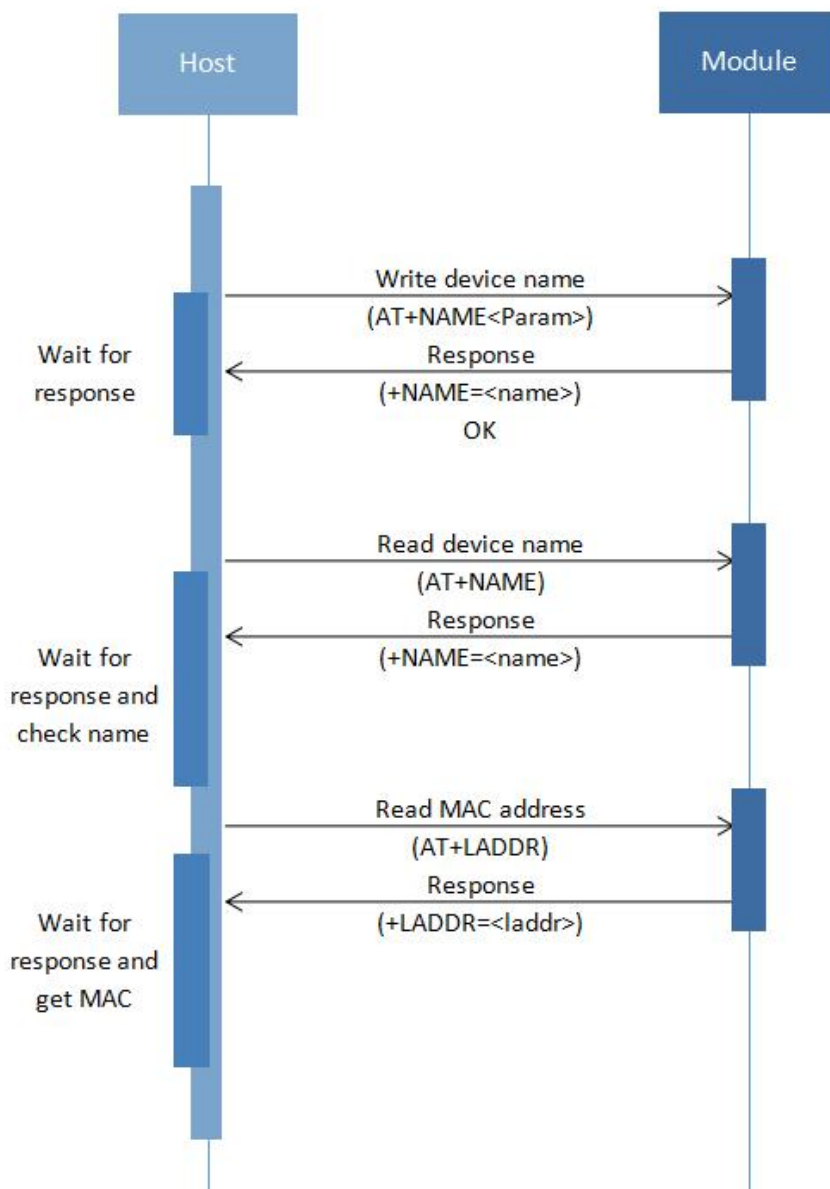 Host
Module
Write device name
(AT+NAME<Param>)
Wait for
response
Response
(+NAME=<name>)
OK
Read device name
(AT+NAME)
Response
(+NAME=<name>)
Wait for
response and
check name
Read MAC address
(AT+LADDR)
Response
(+LADDR=<laddr>)
Wait for
response and
get MAC